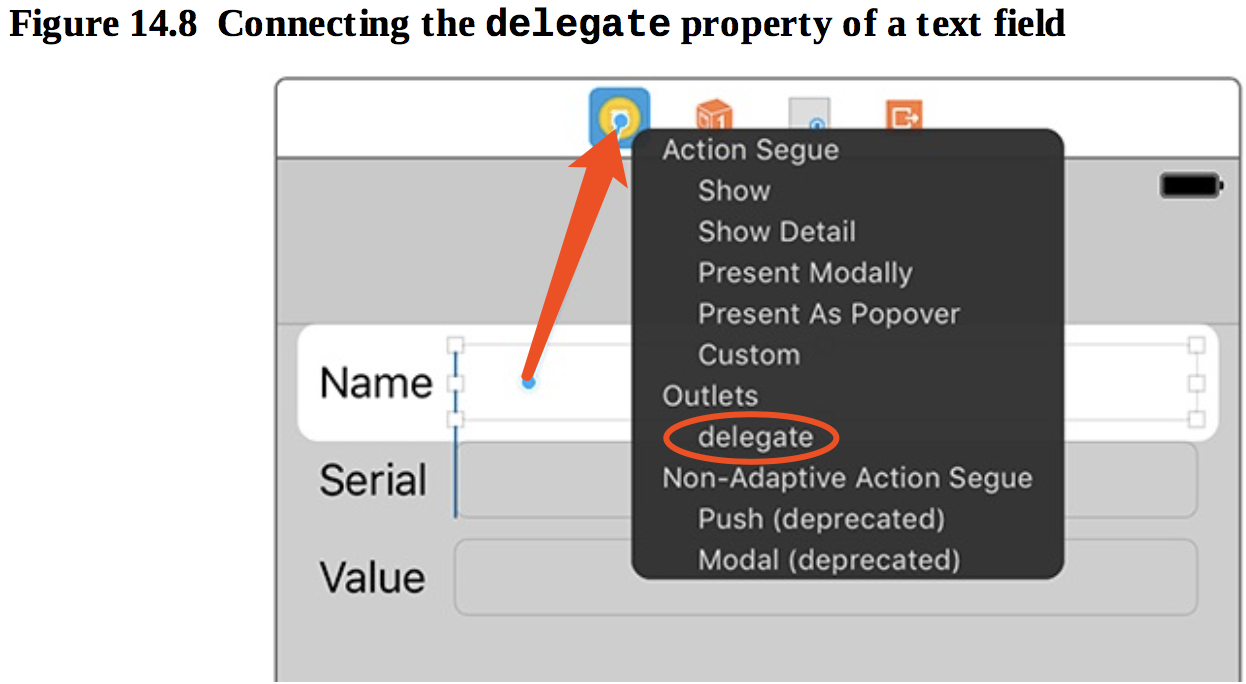 Figure 14.8 Connecting the delegate property of a text field
1
Action Segue
Show
Show Detail
Present Modally
Present As Popover
Custom
Name
Outlets
delegate
Serial
Non-Adaptive Action Segue
Push (deprecated)
Value
Modal (deprecated)